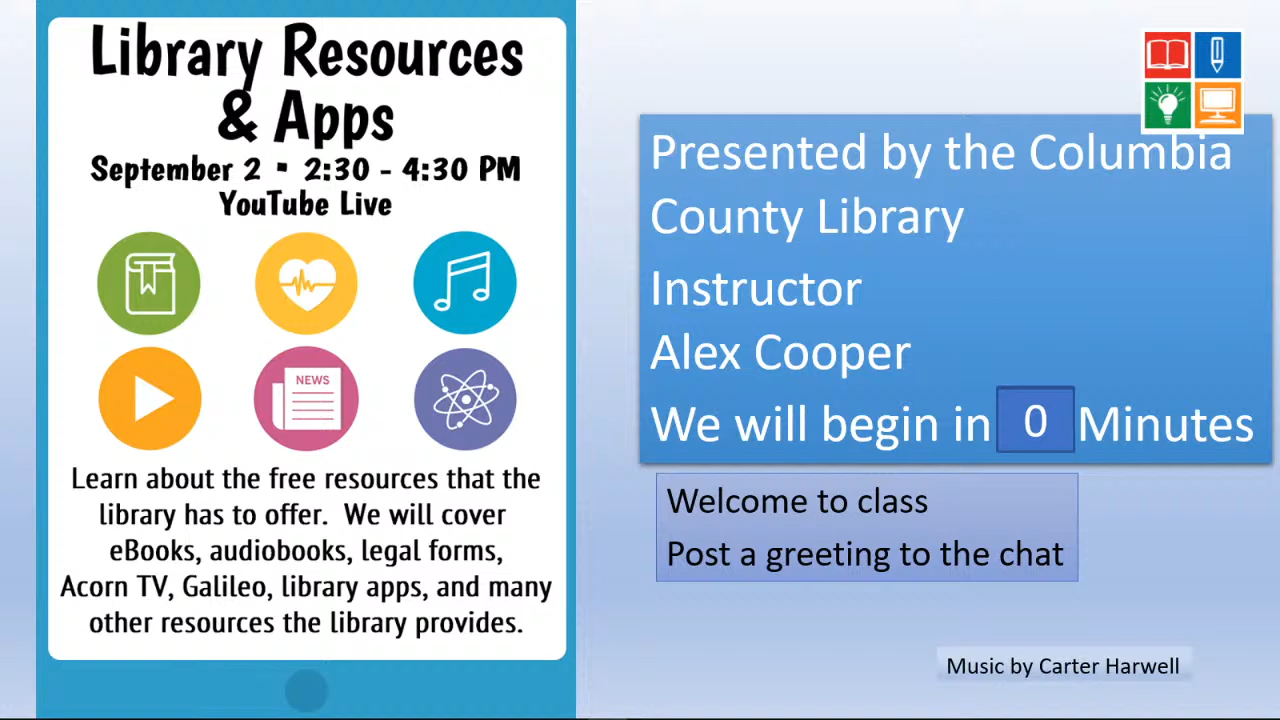 Library Resources
& Apps
September 2 ▪ 2:30 - 4:30 PM
YouTube Live
NEWS
Learn about the free resources that the
library has to offer.  We will cover
eBooks, audiobooks, legal forms,
Acorn TV, Galileo, library apps, and many
other resources the library provides.
Presented by the Columbia
County Library
Instructor
Alex Cooper
We will begin in 0 Minutes
Welcome to class
Post a greeting to the chat
Music by Carter Harwell